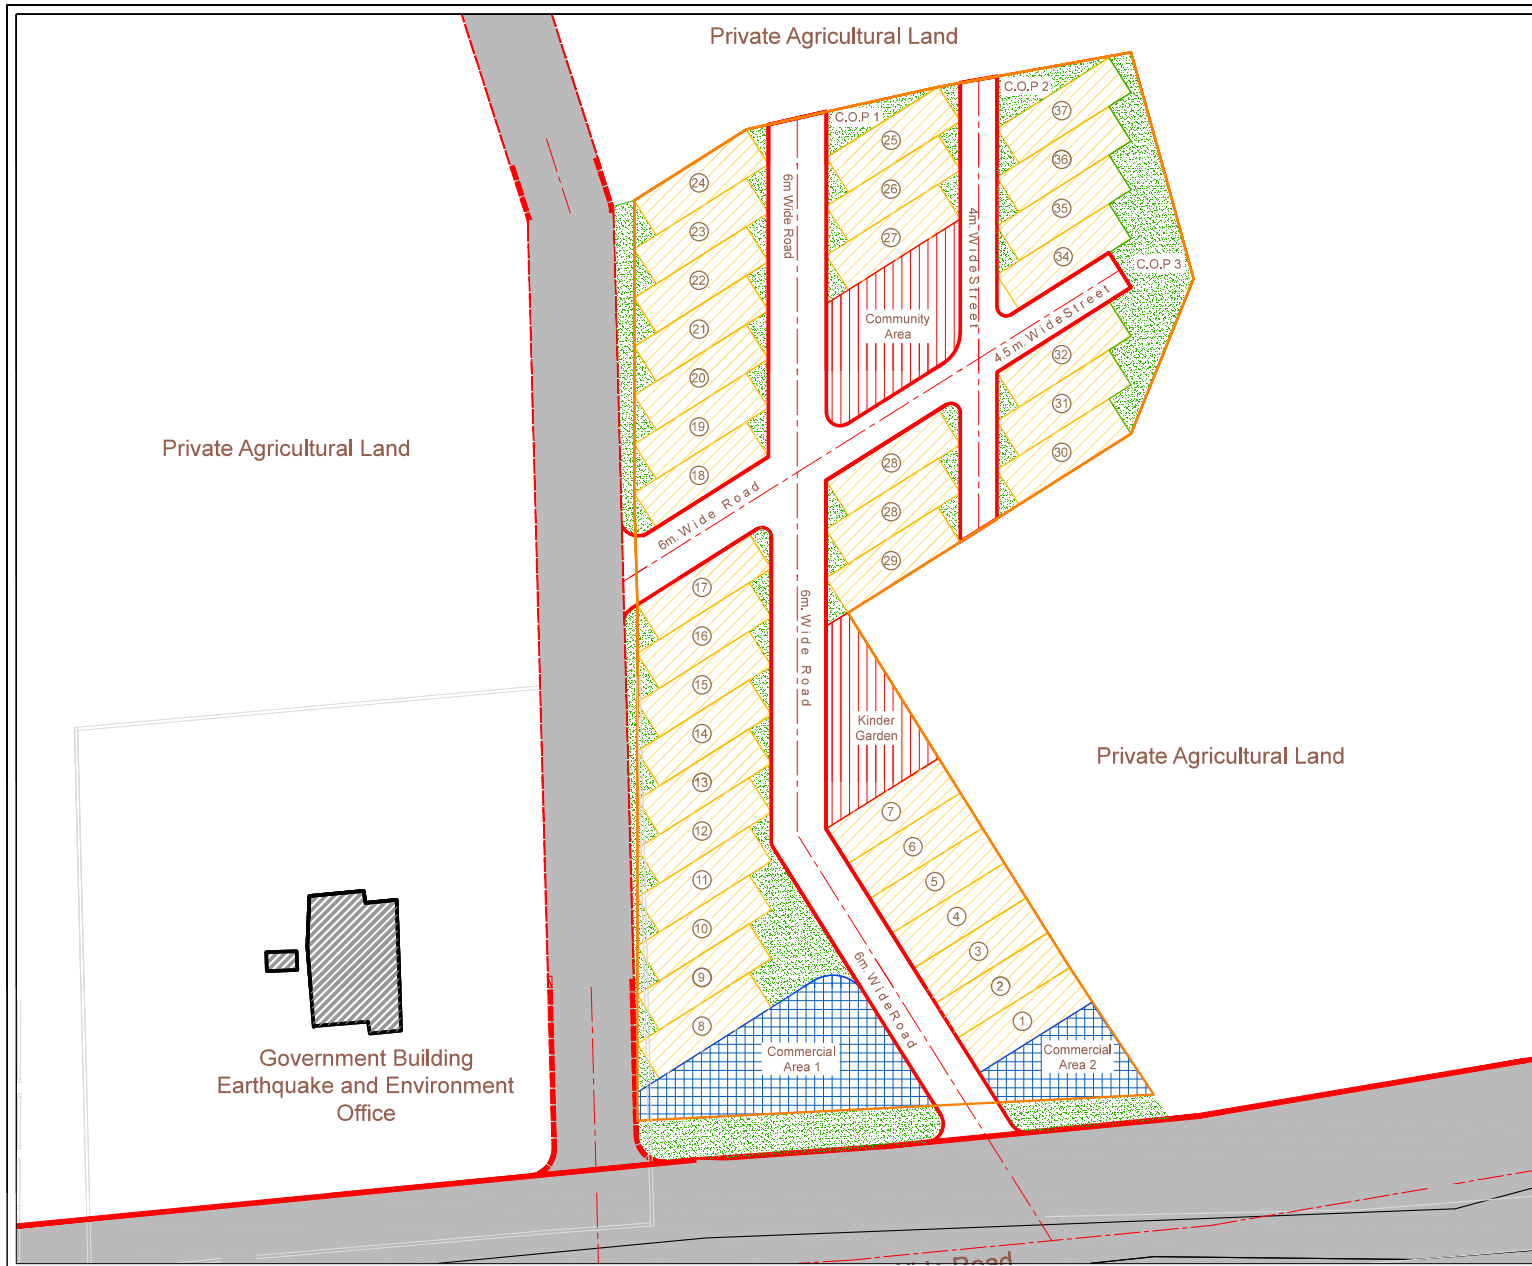 Private Agricultural Land
C.O.P 2
C.O.P 1
37
25
36
24
26
35
23
27
34
C.O.P 3
22
21
20
19
18
6m Wide Road
4m. Wide Street
4.5 m. Wide Street
Community
Area
32
31
30
Private Agricultural Land
28
28
29
6m. Wide Road
17
16
15
14
13
12
11
10
9
8
6m. Wide Road
Kinder
Garden
Private Agricultural Land
7
6
5
4
3
2
1
6m. Wide Road
Commercial
Area 1
Commercial
Area 2
Government Building
Earthquake and Environment
Office
Road